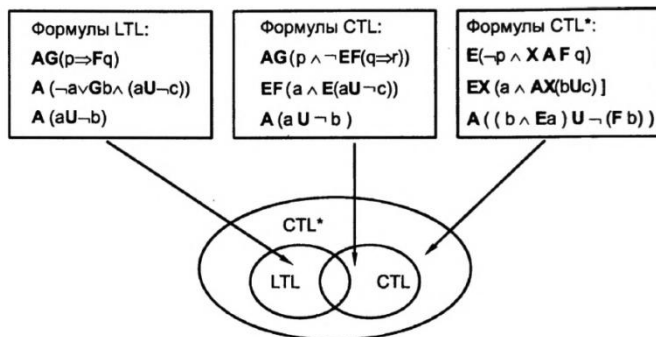 Формулы LTL:
AG(p⇒Fq)
A (¬a∨Gb∧ (aU¬c))
A (aU¬b)
Формулы CTL:
AG(p ∧ ¬EF(q⇒r))
EF (a ∧ E(aU¬c))
A (a U ¬ b )
Формулы CTL*:
E(¬p ∧ X A F q)
EX (a ∧ AX(bUc) ]
A ( ( b ∧ Ea ) U ¬ (F b) )
CTL*
LTL
CTL